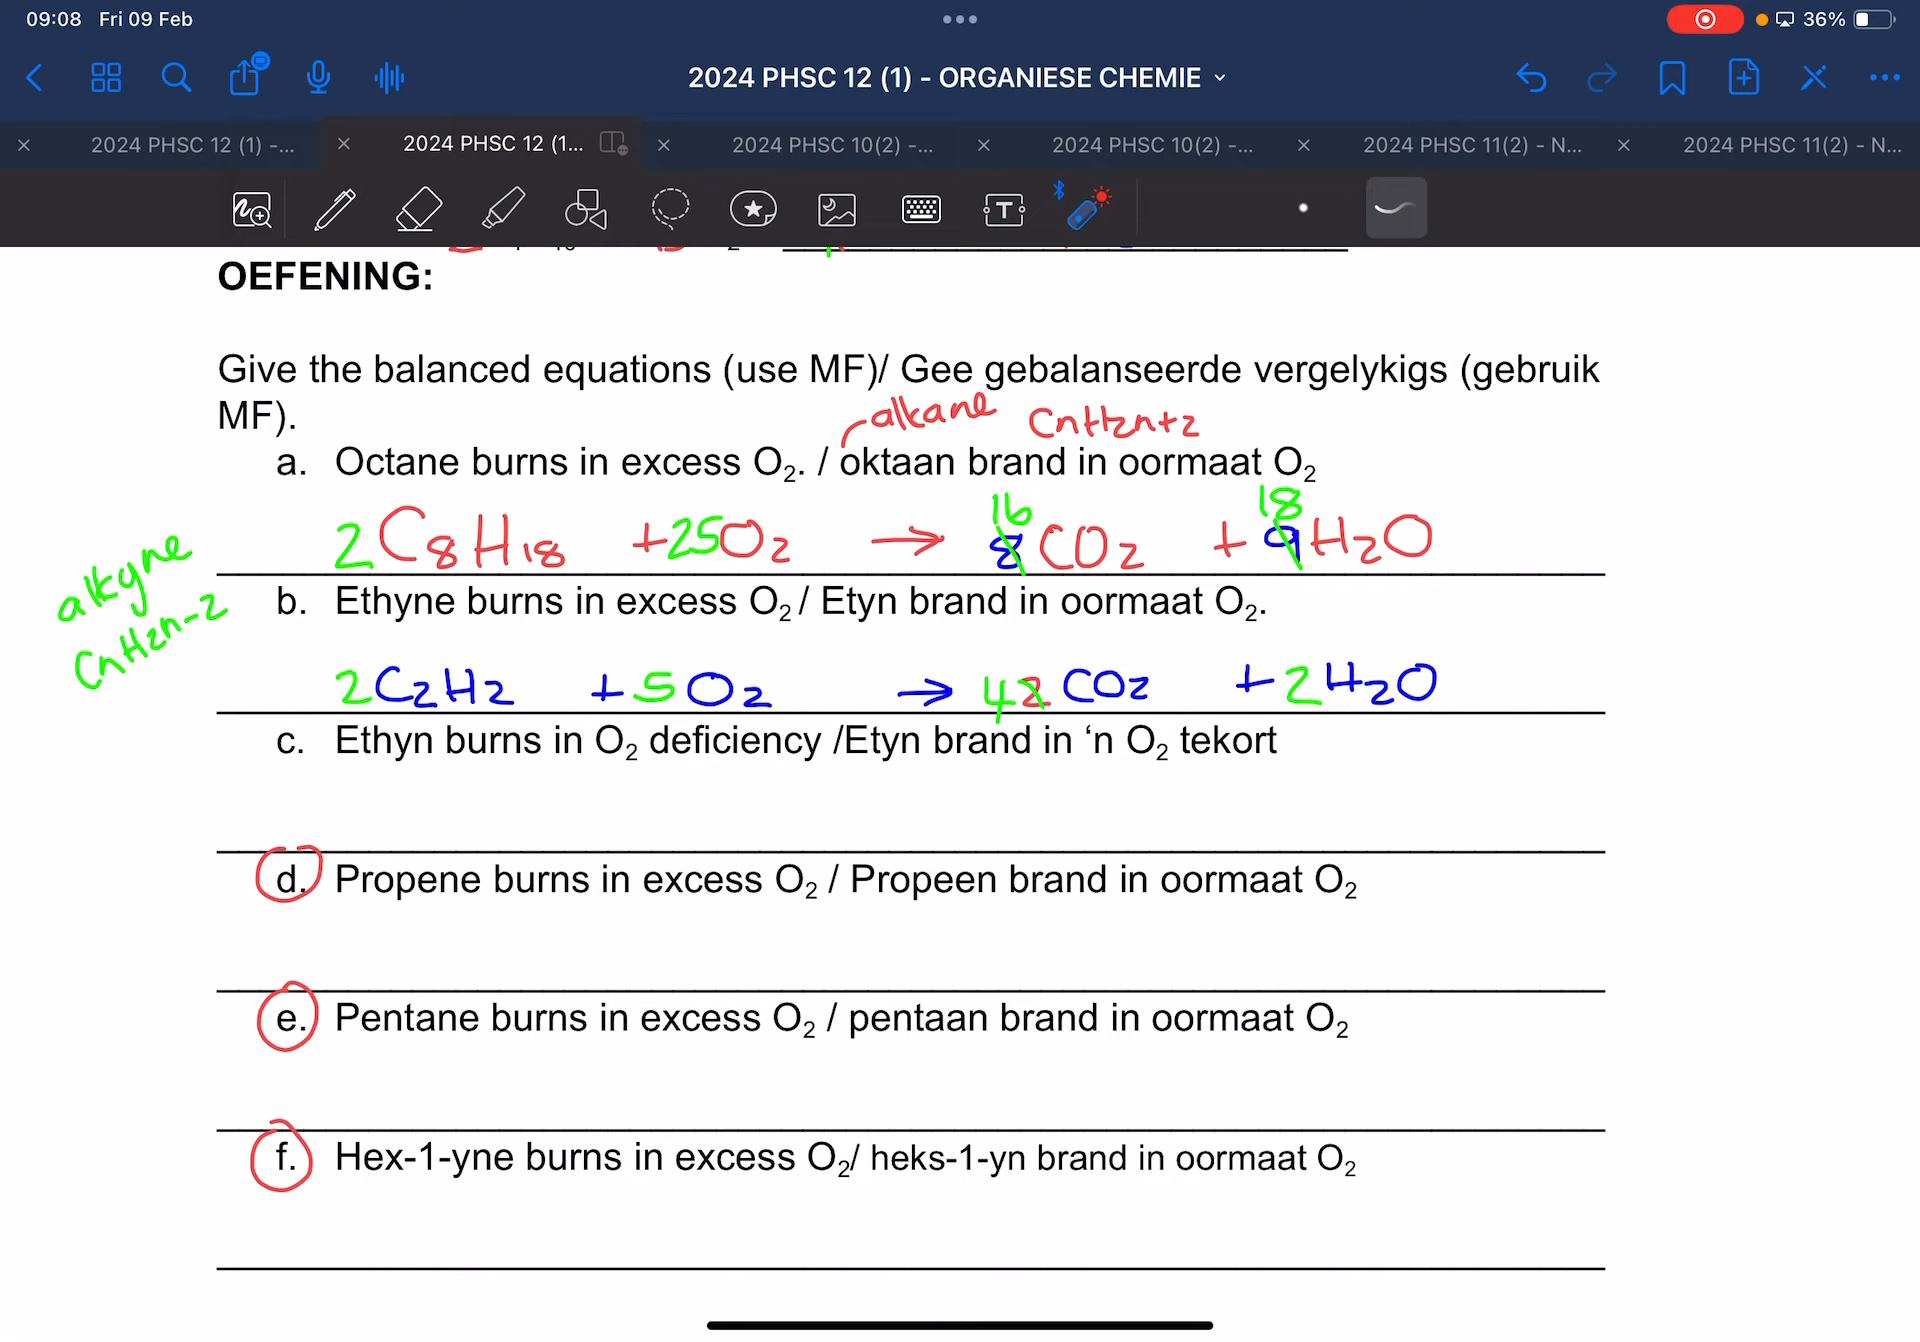 09:08 Fri 09 Feb
36%
2024 PHSC 12 (1) - ORGANIESE CHEMIE
2024 PHSC 12 (1) -...
2024 PHSC 12 (1...
2024 PHSC 10(2) -...
2024 PHSC 10(2) -...
2024 PHSC 11(2) - N...
2024 PHSC 11(2) - N...
OEFENING:
Give the balanced equations (use MF)/ Gee gebalanseerde vergelykigs (gebruik
MF).
alkane CnH2n+2
a. Octane burns in excess O₂. / oktaan brand in oormaat O₂
16 18
2C₈H₁₈ +25O₂ → 8CO₂ + 9H₂O
alkyne
CnH2n-2
b. Ethyne burns in excess O₂ / Etyn brand in oormaat O₂.
2C₂H₂ +5O₂ → 42CO₂ +2H₂O
c. Ethyn burns in O₂ deficiency /Etyn brand in ‘n O₂ tekort
d. Propene burns in excess O₂ / Propeen brand in oormaat O₂
e. Pentane burns in excess O₂ / pentaan brand in oormaat O₂
f. Hex-1-yne burns in excess O₂/ heks-1-yn brand in oormaat O₂